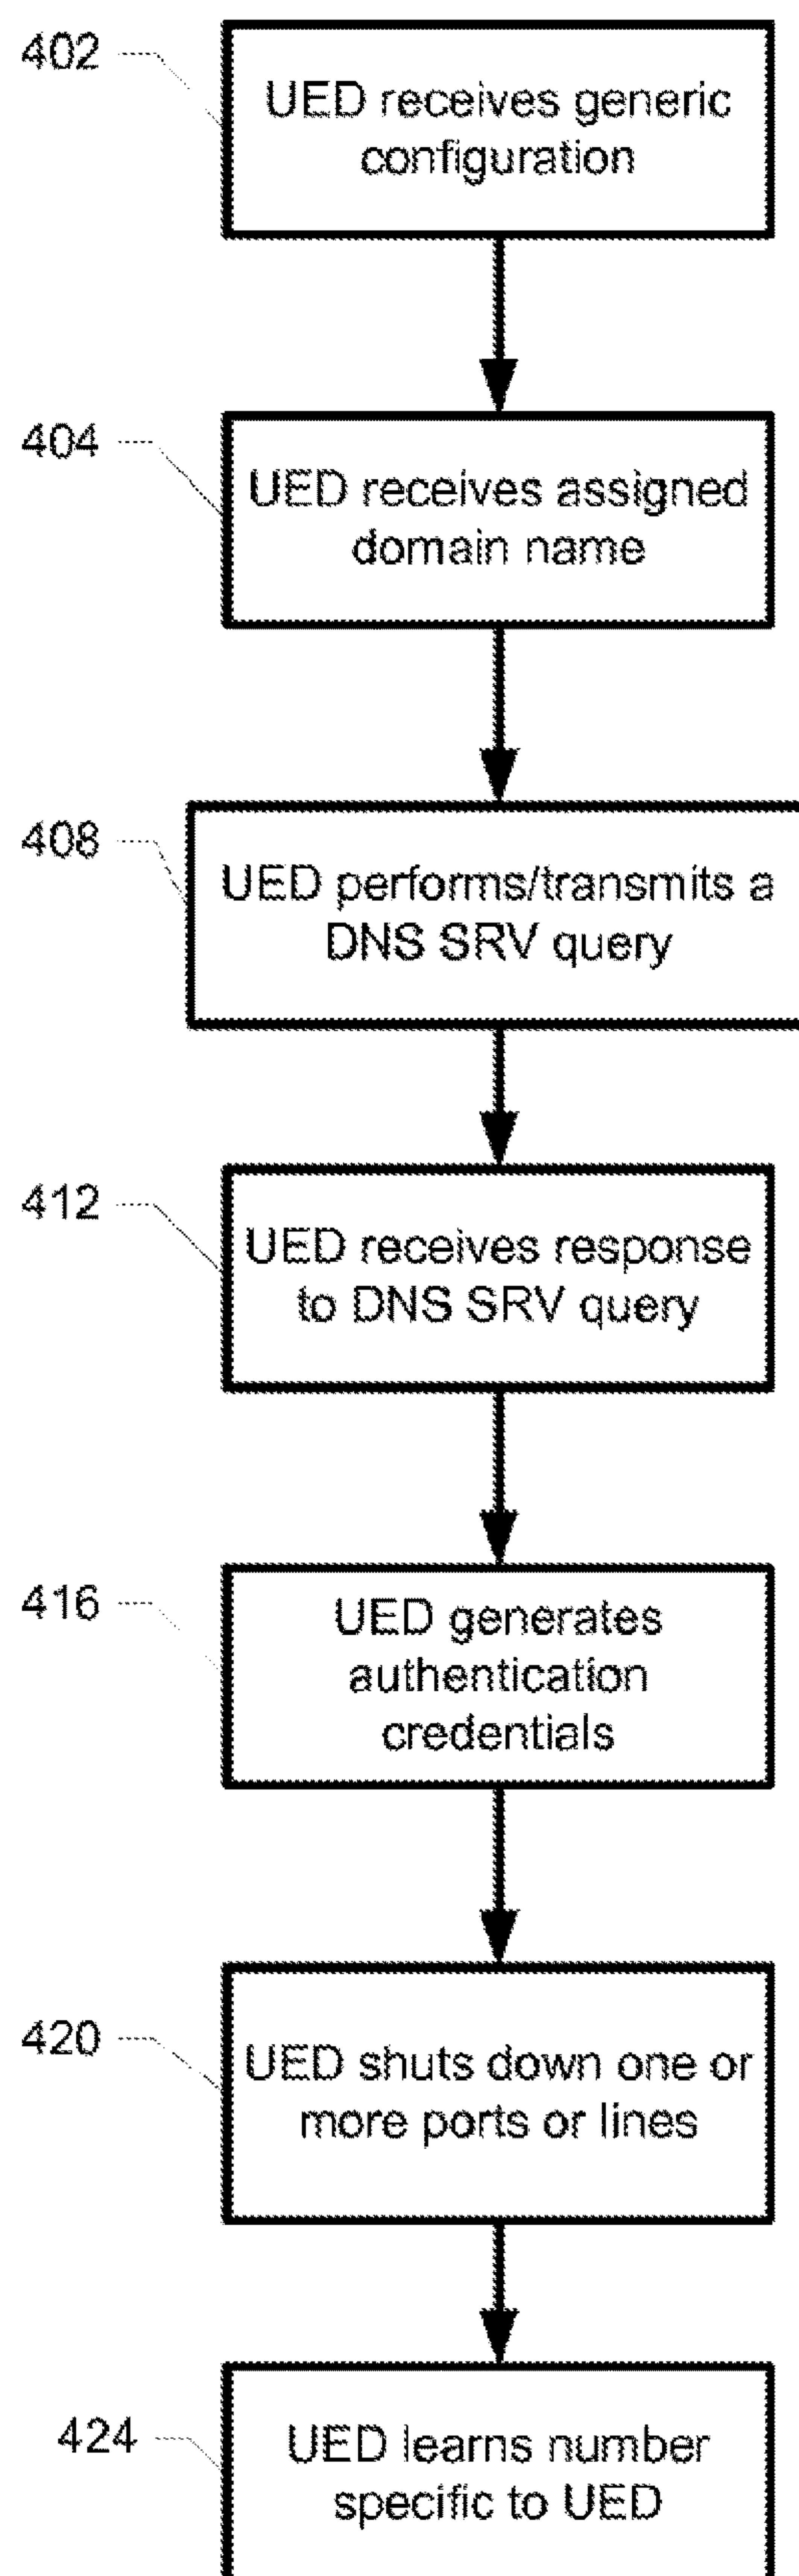 402
UED receives generic
configuration
404
UED receives assigned
domain name
408
UED performs/transmits a
DNS SRV query
412
UED receives response
to DNS SRV query
416
UED generates
authentication
credentials
420
UED shuts down one or
more ports or lines
424
UED learns number
specific to UED